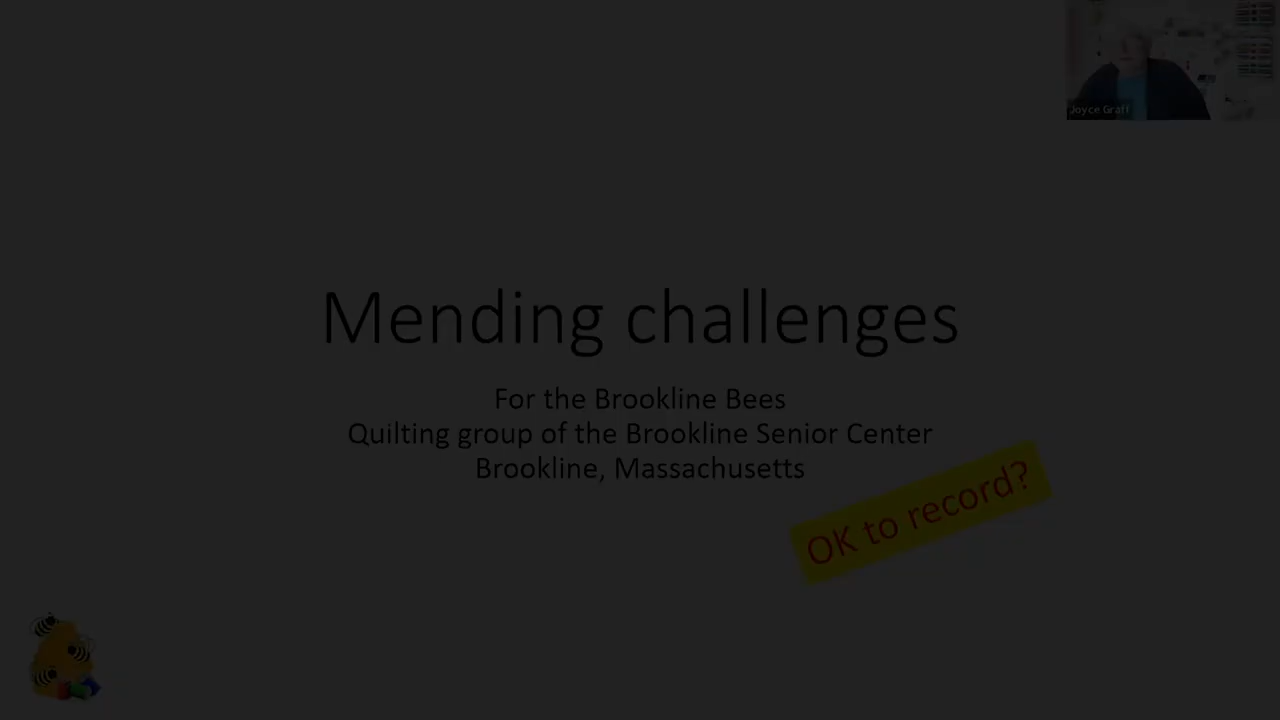 Joyce Graff
Mending challenges
For the Brookline Bees
Quilting group of the Brookline Senior Center
Brookline, Massachusetts
OK to record?